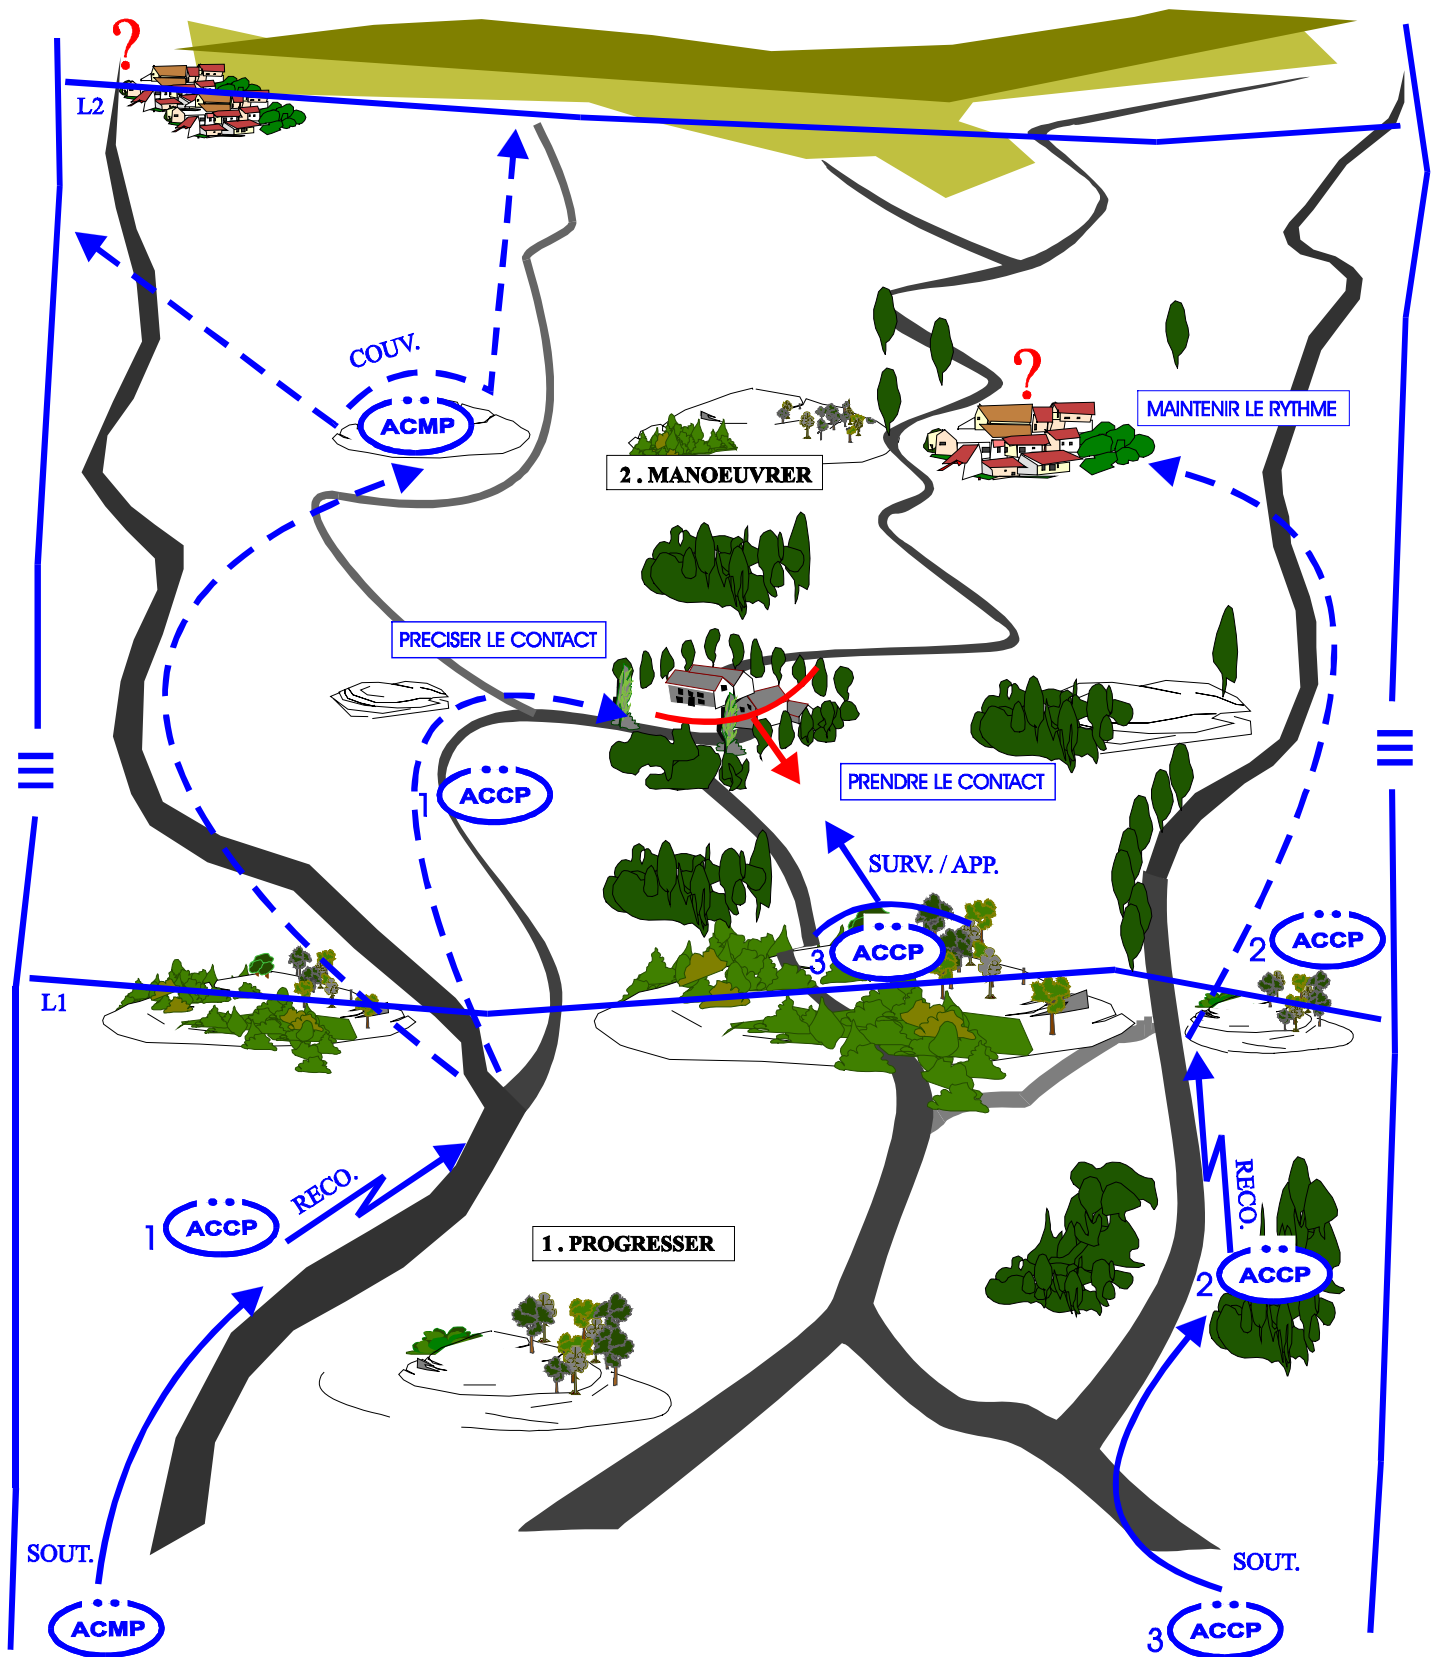 ?
L2
COUV.
ACMP
?
MAINTENIR LE RYTHME
2 . MANOEUVRER
PRECISER LE CONTACT
PRENDRE LE CONTACT
1 ACCP
SURV. / APP.
3 ACCP
2 ACCP
L1
RECO.
1 ACCP
RECO.
2 ACCP
1 . PROGRESSER
SOUT.
ACMP
SOUT.
3 ACCP